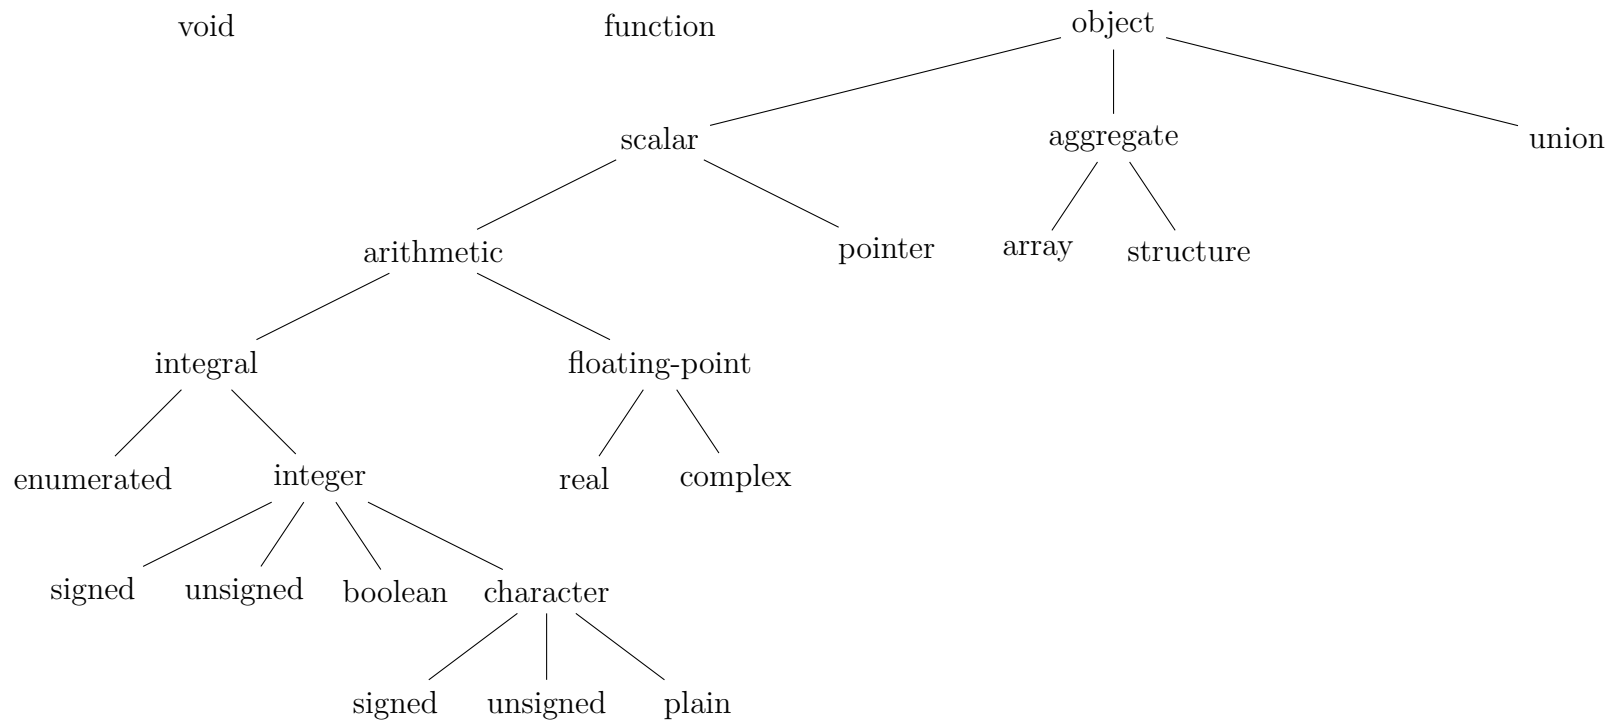 void function object
scalar aggregate union
arithmetic pointer array structure
integral floating-point
enumerated integer real complex
signed unsigned boolean character
signed unsigned plain